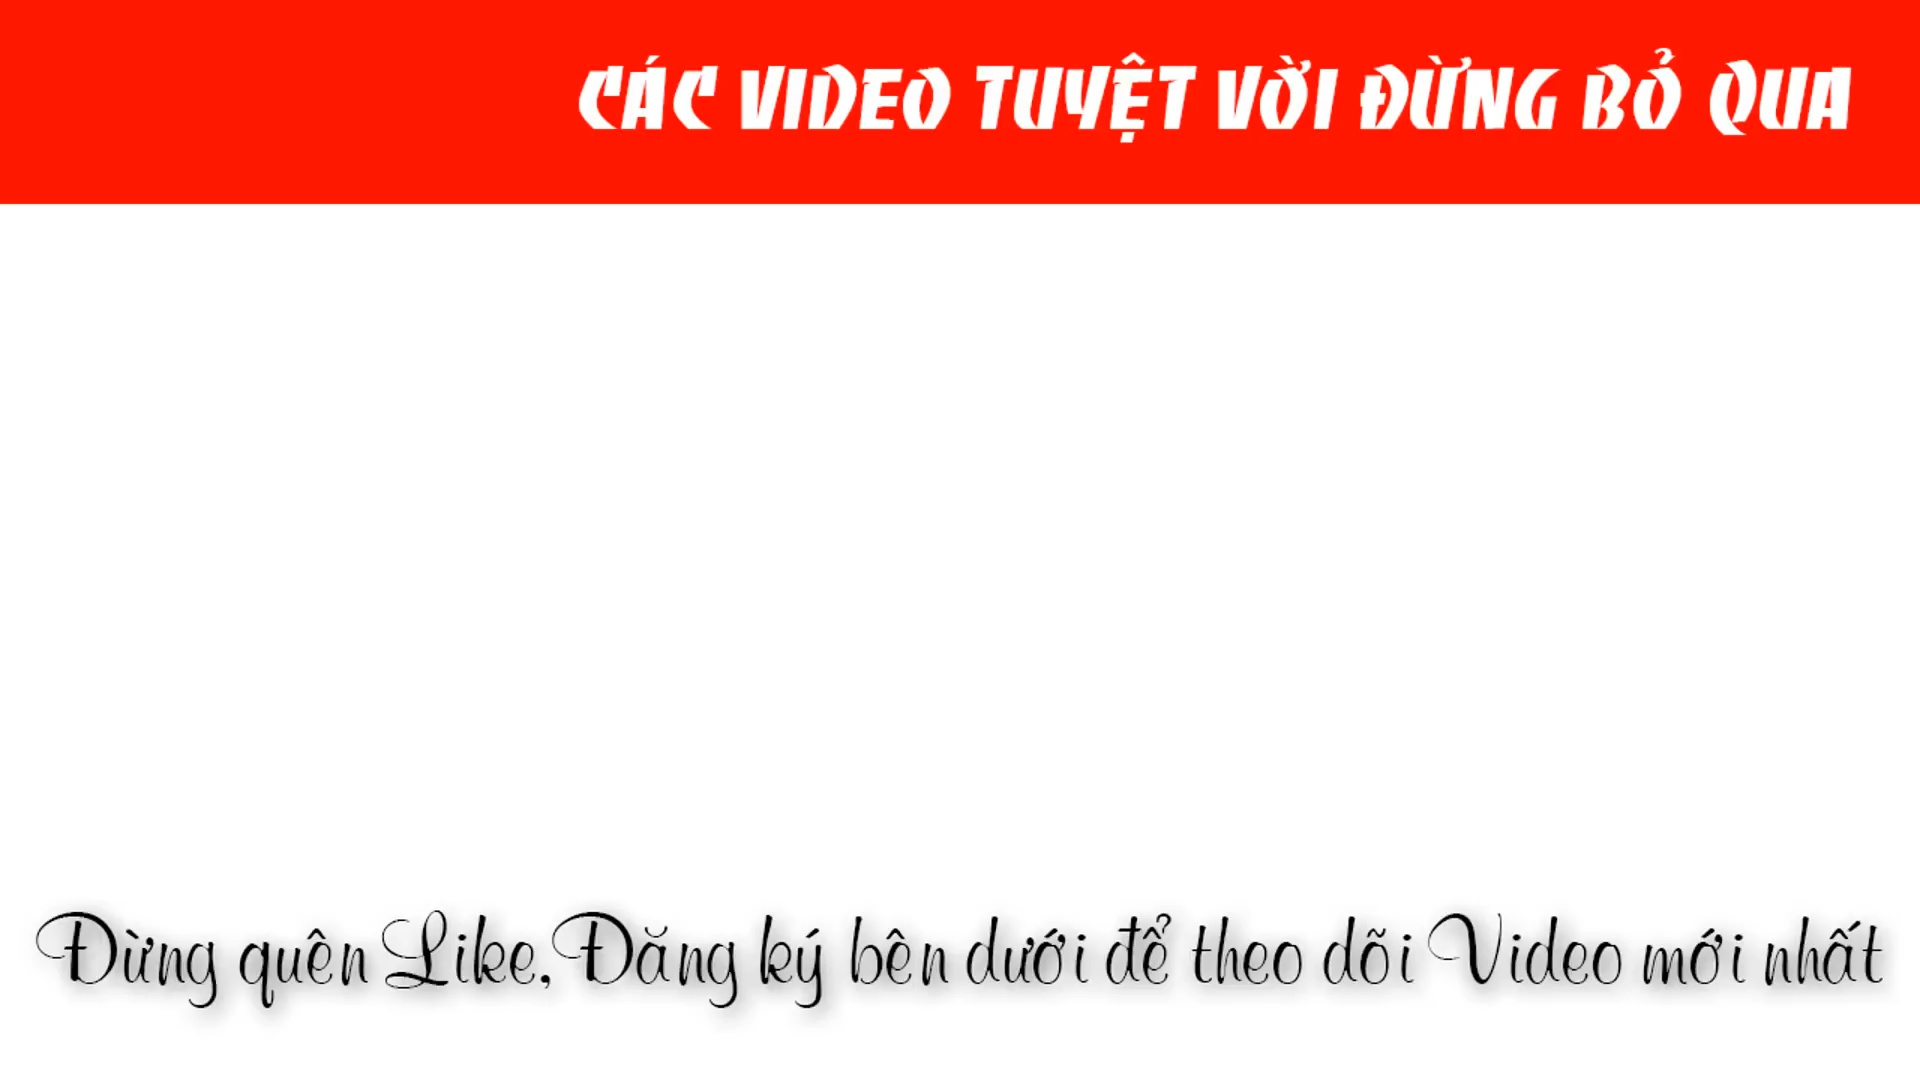 CÁC VIDEO TUYỆT VỜI ĐỪNG BỎ QUA
Đừng quên Like, Đăng ký bên dưới để theo dõi Video mới nhất